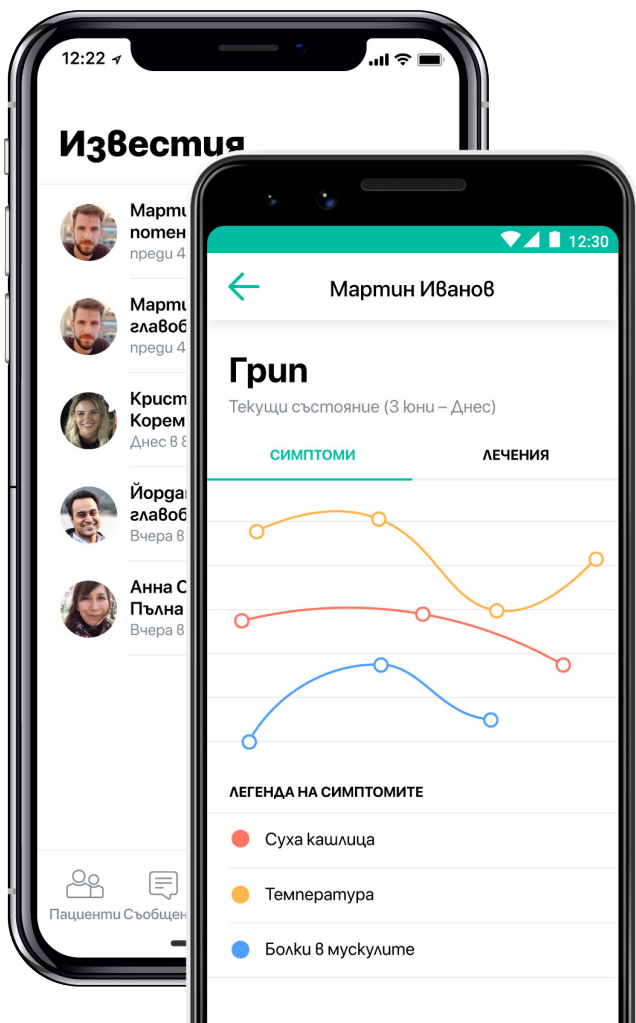 12:22
Известия
Марти
потен
преди 4
Марти
главоб
преди 4
Крист
Корем
Днес в 8
Йорда
главоб
Вчера в
Анна С
Пълна
Вчера в
Пациенти Съобщен
12:30
Мартин Иванов
Грип
Текущи състояние (3 Юни – Днес)
СИМПТОМИ
ЛЕЧЕНИЯ
ЛЕГЕНДА НА СИМПТОМИТЕ
Суха кашлица
Температура
Болки в мускулите